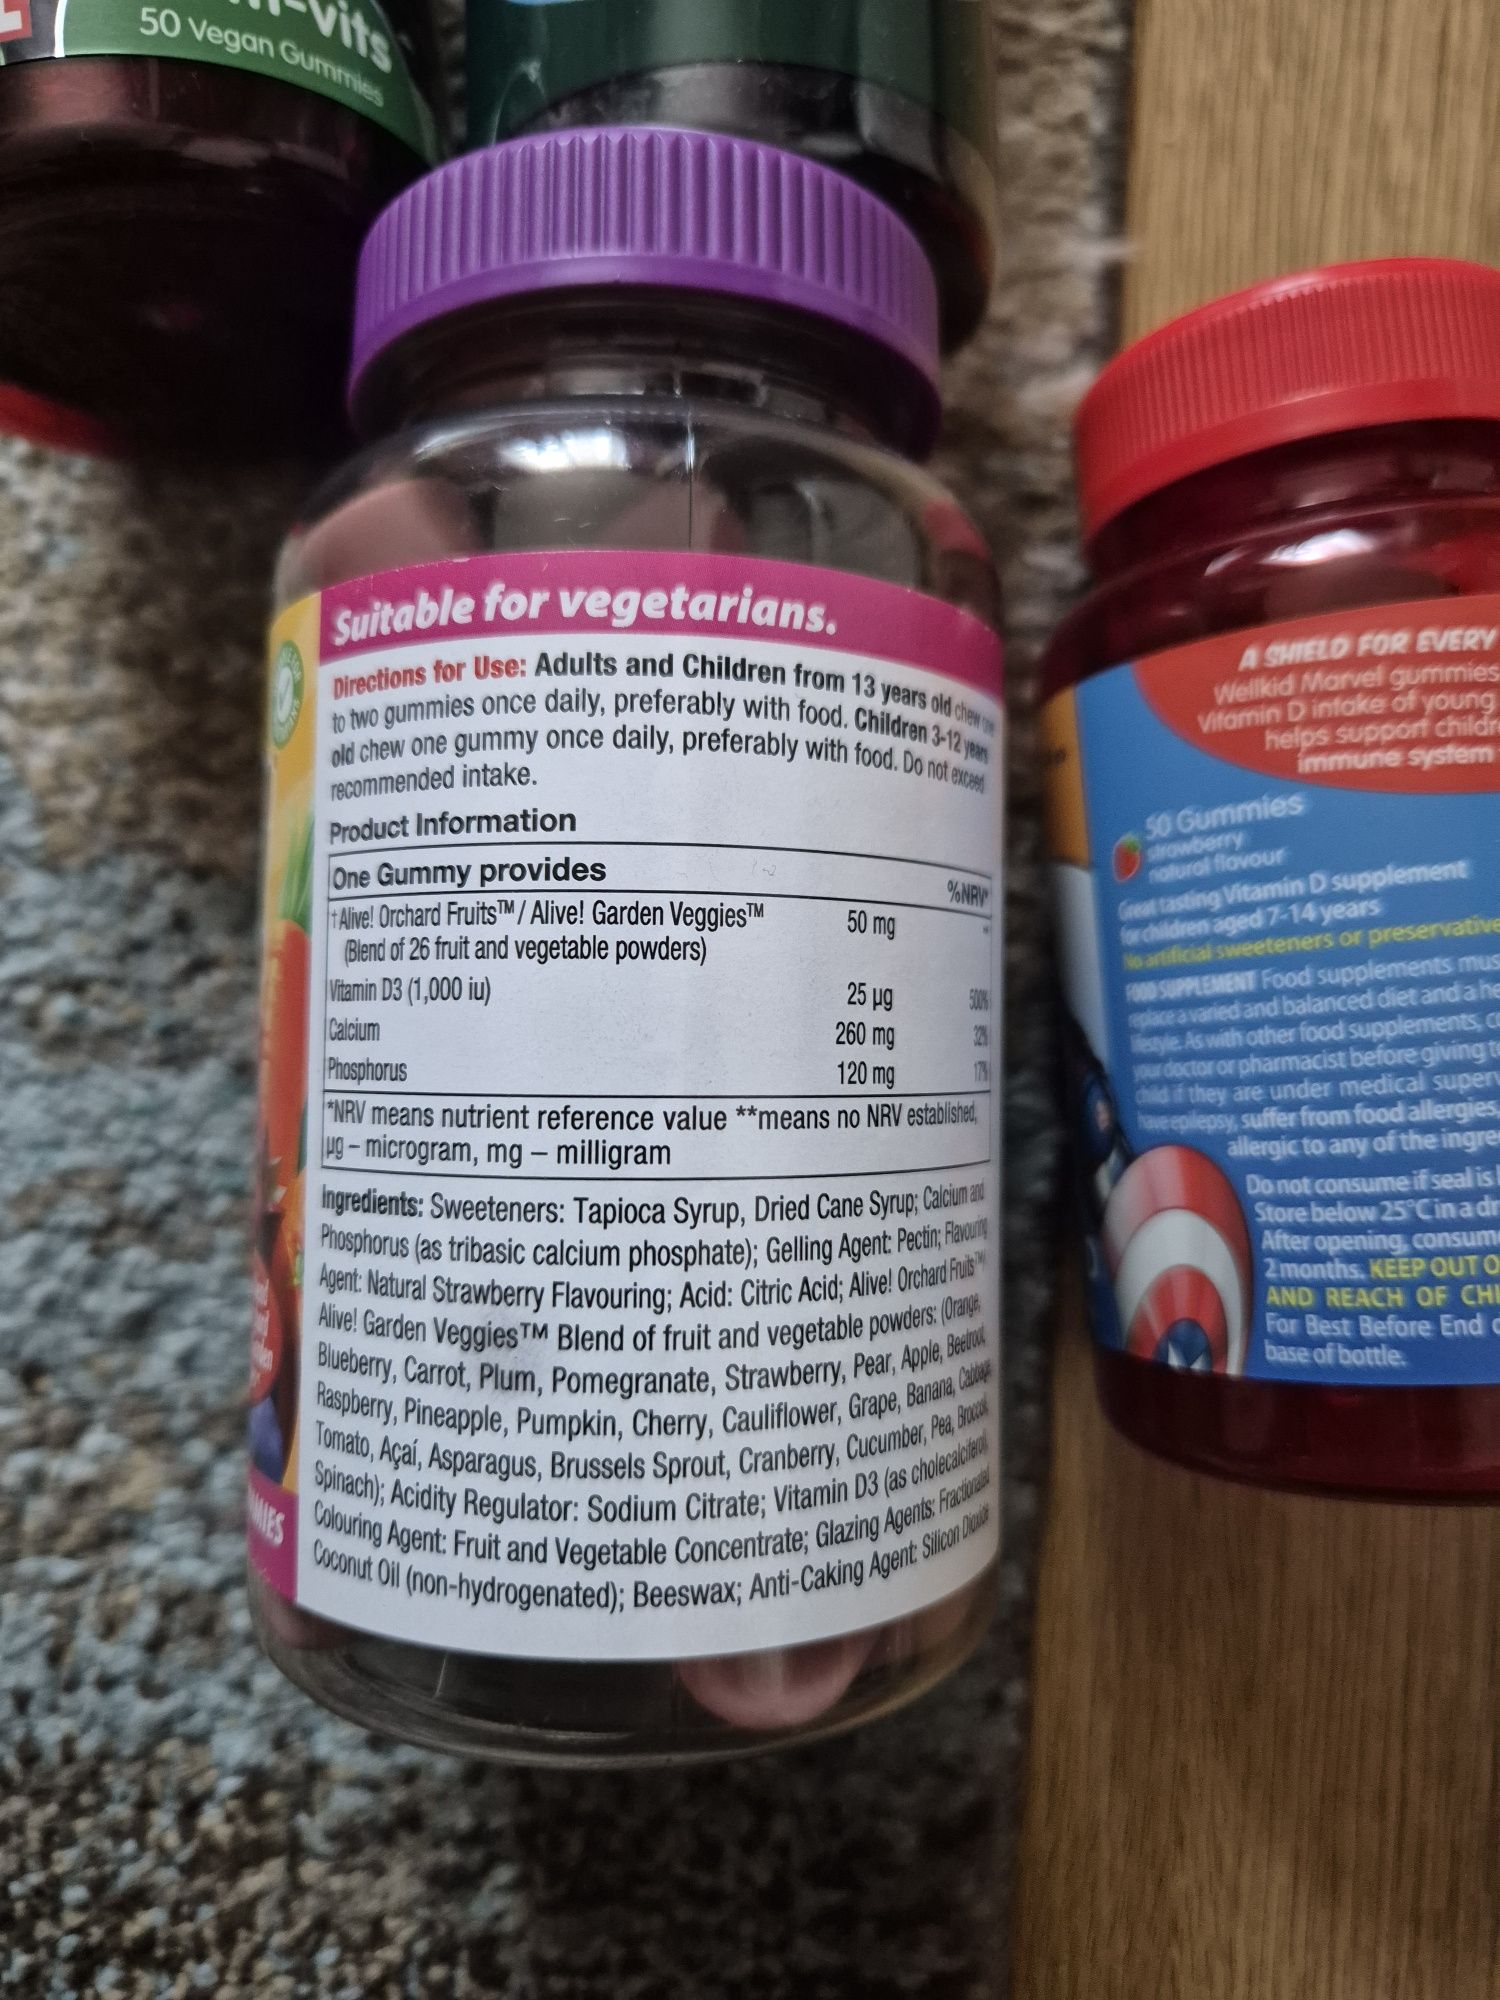 -vits
50 Vegan Gummies
Suitable for vegetarians.
Directions for Use: Adults and Children from 13 years old chew one
to two gummies once daily, preferably with food. Children 3-12 years
old chew one gummy once daily, preferably with food. Do not exceed
recommended intake.
Product Information
One Gummy provides
%NRV*
†Alive! Orchard Fruits™ / Alive! Garden Veggies™ 50 mg **
(Blend of 26 fruit and vegetable powders)
Vitamin D3 (1,000 iu) 25 µg 500%
Calcium 260 mg 32%
Phosphorus 120 mg 17%
*NRV means nutrient reference value **means no NRV established,
µg – microgram, mg – milligram
Ingredients: Sweeteners: Tapioca Syrup, Dried Cane Syrup; Calcium and
Phosphorus (as tribasic calcium phosphate); Gelling Agent: Pectin; Flavouring
Agent: Natural Strawberry Flavouring; Acid: Citric Acid; Alive! Orchard Fruits™/
Alive! Garden Veggies™ Blend of fruit and vegetable powders: (Orange,
Blueberry, Carrot, Plum, Pomegranate, Strawberry, Pear, Apple, Beetroot,
Raspberry, Pineapple, Pumpkin, Cherry, Cauliflower, Grape, Banana, Cabbage,
Tomato, Açaí, Asparagus, Brussels Sprout, Cranberry, Cucumber, Pea, Broccoli,
Spinach); Acidity Regulator: Sodium Citrate; Vitamin D3 (as cholecalciferol),
Colouring Agent: Fruit and Vegetable Concentrate; Glazing Agents: Fractionated
Coconut Oil (non-hydrogenated); Beeswax; Anti-Caking Agent: Silicon Dioxide
MIES
A SHIELD FOR EVERY
Wellkid Marvel gummies
Vitamin D intake of young
helps support childr
immune system
50 Gummies
strawberry
natural flavour
Great tasting Vitamin D supplement
for children aged 7-14 years
No artificial sweeteners or preservative
FOOD SUPPLEMENT Food supplements mus
replace a varied and balanced diet and a he
lifestyle. As with other food supplements, c
your doctor or pharmacist before giving t
child if they are under medical superv
have epilepsy, suffer from food allergies,
allergic to any of the ingre
Do not consume if seal is
Store below 25°C in a dr
After opening, consum
2 months. KEEP OUT O
AND REACH OF CHI
For Best Before End
base of bottle.